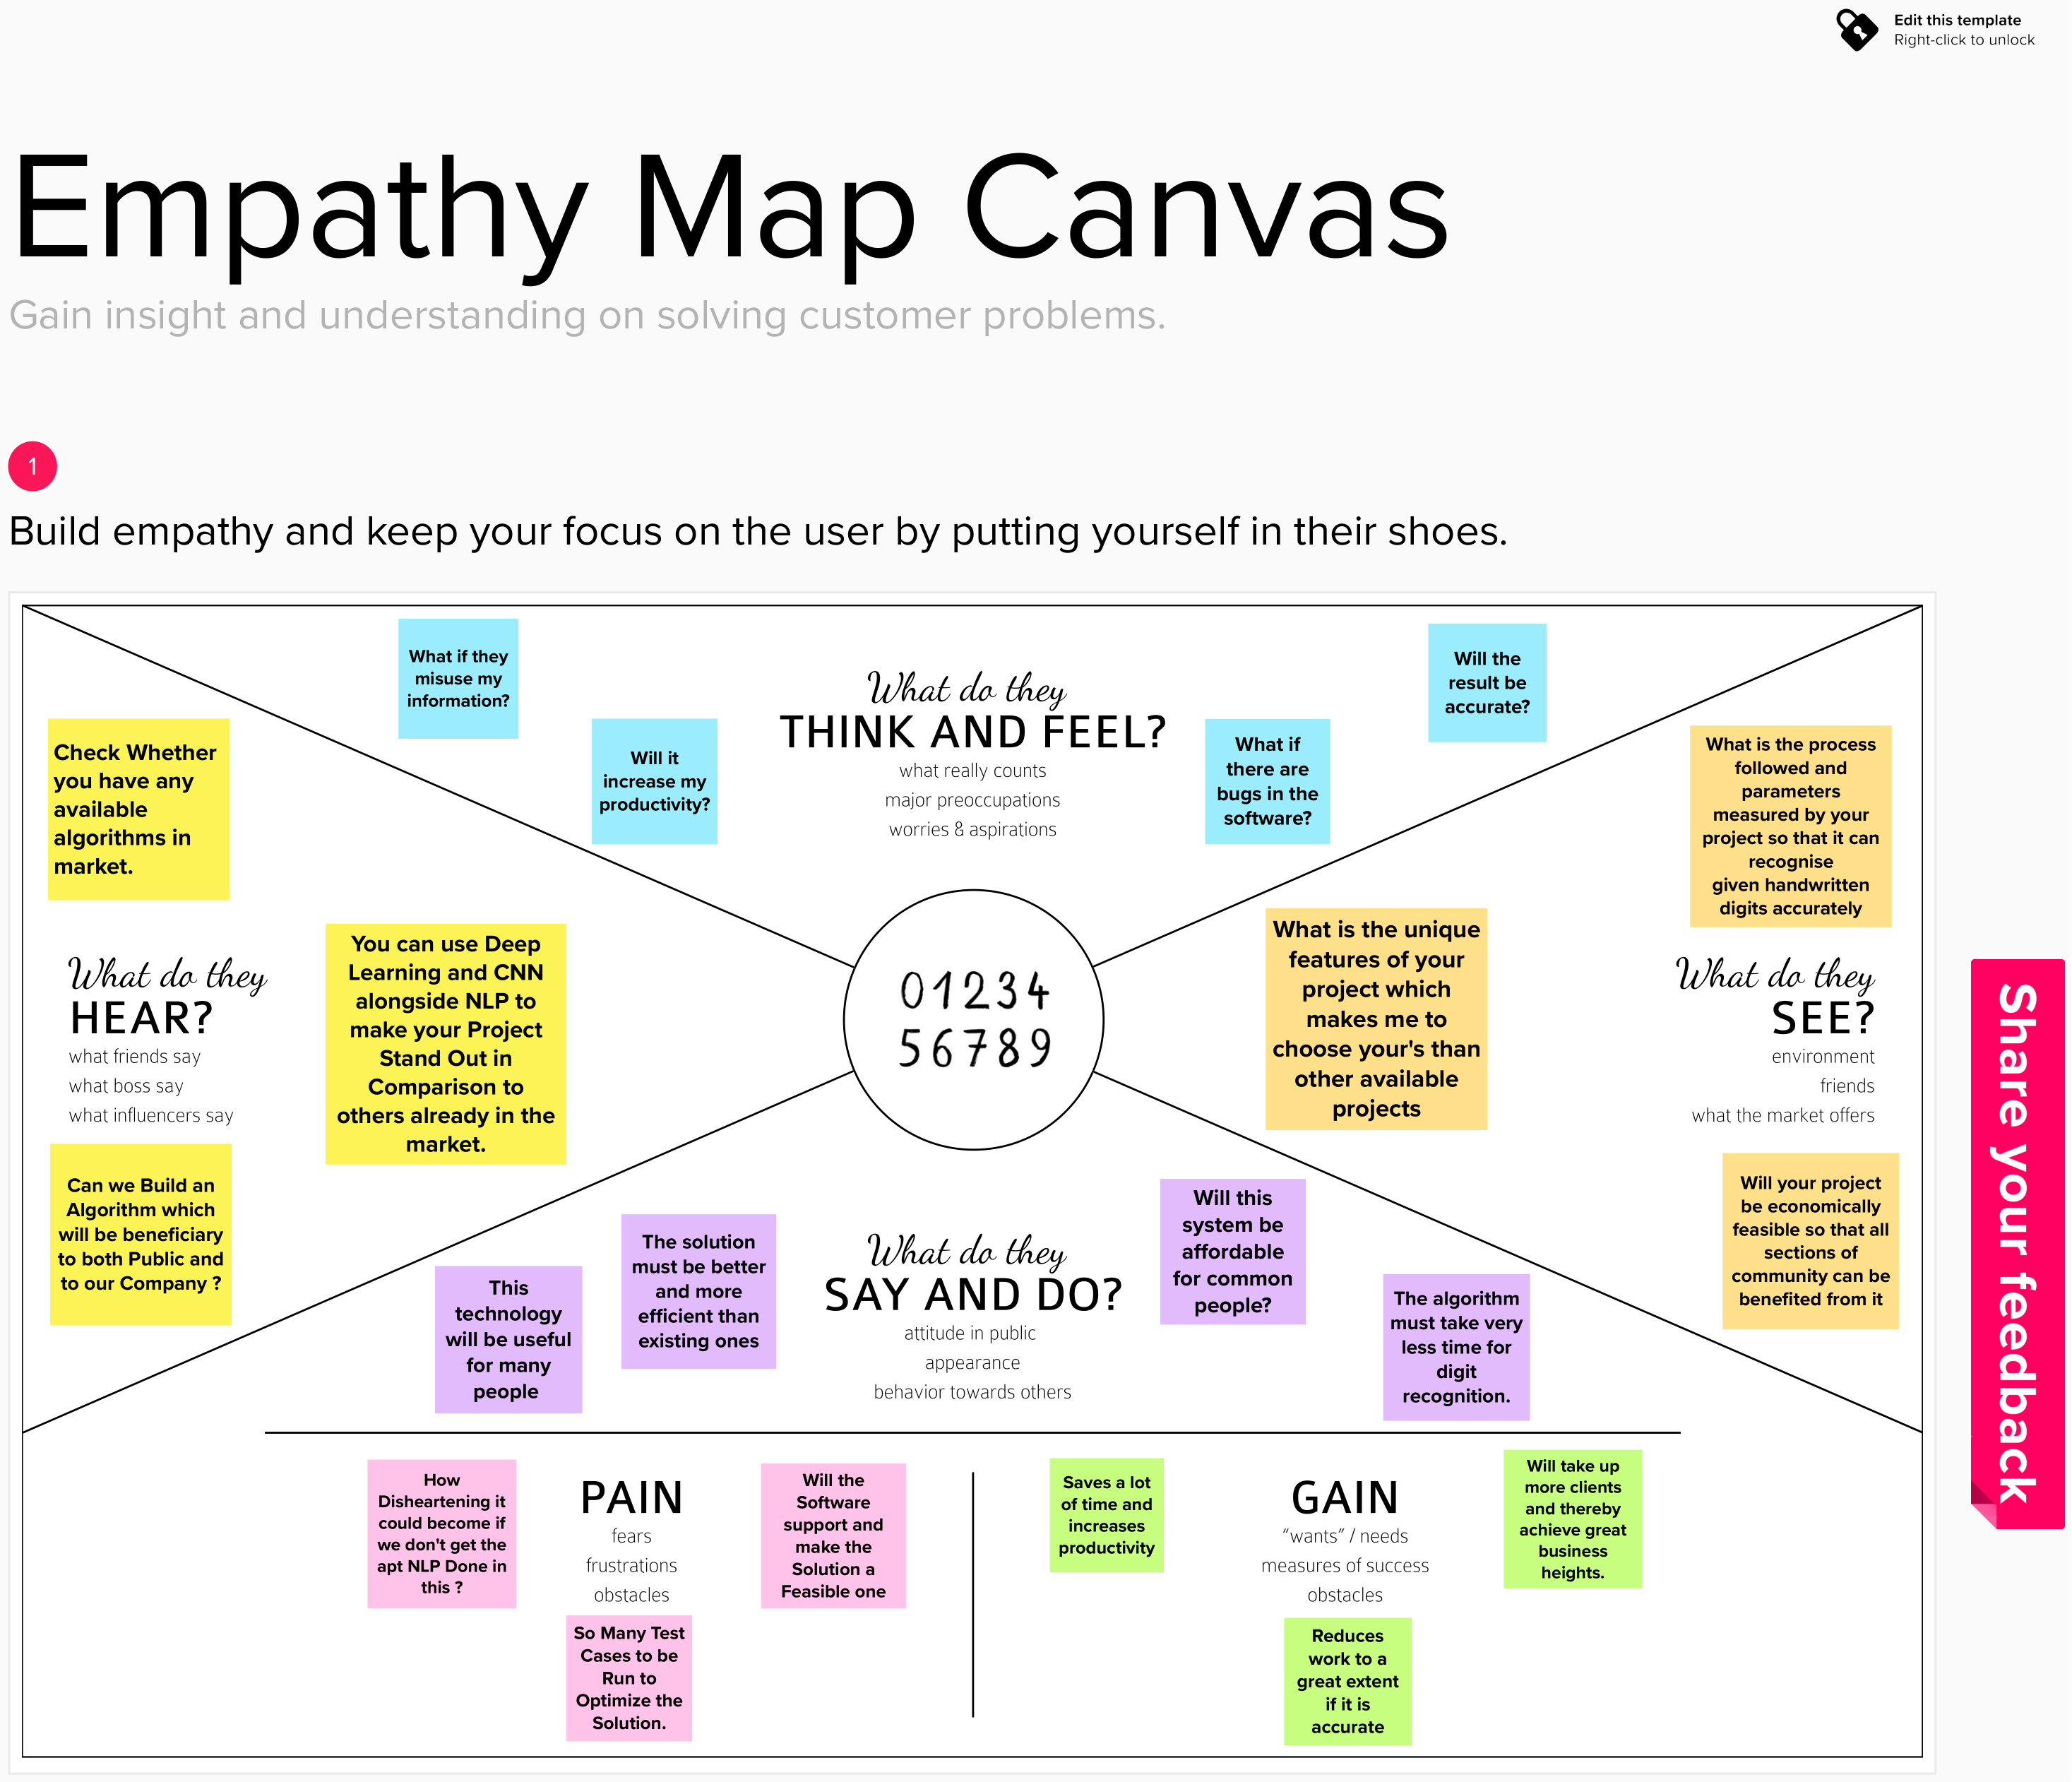 Edit this template
Right-click to unlock
Empathy Map Canvas
Gain insight and understanding on solving customer problems.
1
Build empathy and keep your focus on the user by putting yourself in their shoes.
What if they
misuse my
information?
Will it
increase my
productivity?
What do they
THINK AND FEEL?
what really counts
major preoccupations
worries & aspirations
What if
there are
bugs in the
software?
Will the
result be
accurate?
Check Whether
you have any
available
algorithms in
market.
What do they
HEAR?
what friends say
what boss say
what influencers say
You can use Deep
Learning and CNN
alongside NLP to
make your Project
Stand Out in
Comparison to
others already in the
market.
Can we Build an
Algorithm which
will be beneficiary
to both Public and
to our Company ?
01234
56789
What is the unique
features of your
project which
makes me to
choose your's than
other available
projects
What is the process
followed and
parameters
measured by your
project so that it can
recognise
given handwritten
digits accurately
What do they
SEE?
environment
friends
what the market offers
Will your project
be economically
feasible so that all
sections of
community can be
benefited from it
This
technology
will be useful
for many
people
The solution
must be better
and more
efficient than
existing ones
What do they
SAY AND DO?
attitude in public
appearance
behavior towards others
Will this
system be
affordable
for common
people?
The algorithm
must take very
less time for
digit
recognition.
How
Disheartening it
could become if
we don't get the
apt NLP Done in
this ?
PAIN
fears
frustrations
obstacles
Will the
Software
support and
make the
Solution a
Feasible one
So Many Test
Cases to be
Run to
Optimize the
Solution.
Saves a lot
of time and
increases
productivity
GAIN
“wants” / needs
measures of success
obstacles
Will take up
more clients
and thereby
achieve great
business
heights.
Reduces
work to a
great extent
if it is
accurate
Share your feedback